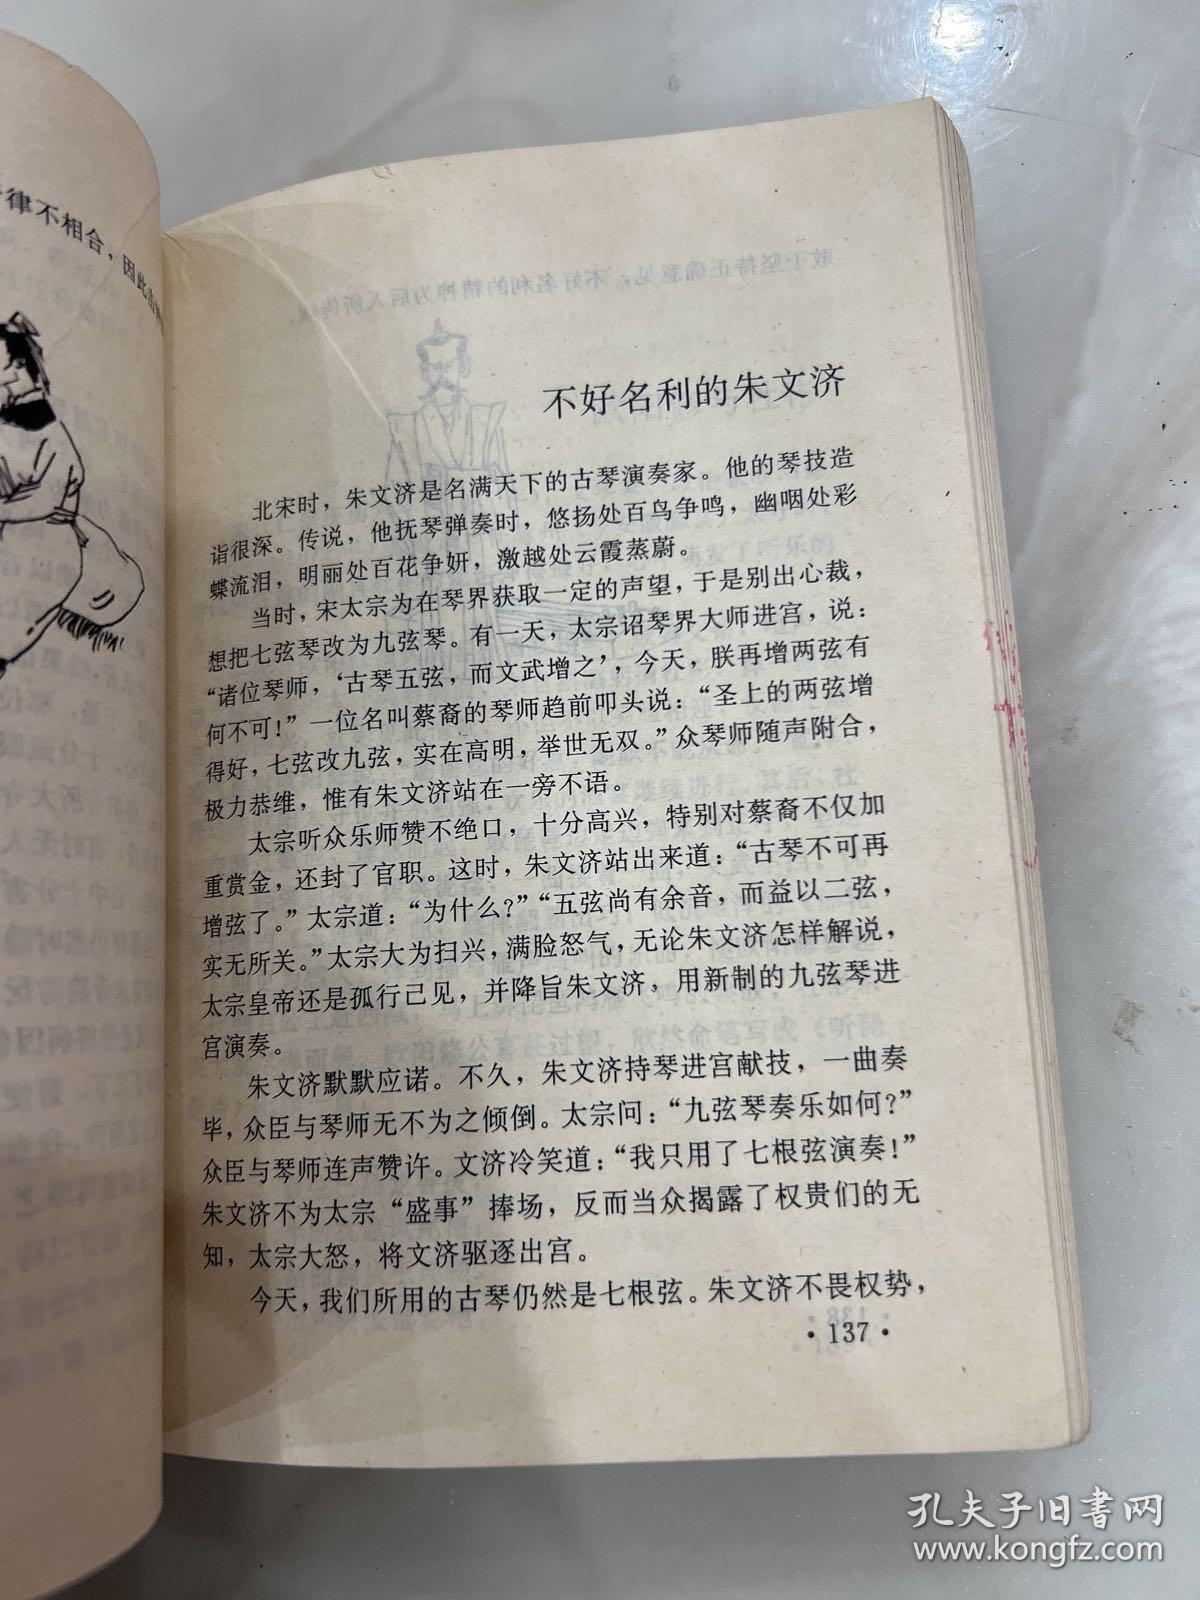 律不相合，因此
不好名利的朱文济
北宋时，朱文济是名满天下的古琴演奏家。他的琴技造
诣很深。传说，他抚琴弹奏时，悠扬处百鸟争鸣，幽咽处彩
蝶流泪，明丽处百花争妍，激越处云霞蒸蔚。
当时，宋太宗为在琴界获取一定的声望，于是别出心裁，
想把七弦琴改为九弦琴。有一天，太宗诏琴界大师进宫，说：
“诸位琴师，‘古琴五弦，而文武增之’，今天，朕再增两弦有
何不可！”一位名叫蔡裔的琴师趋前叩头说：“圣上的两弦增
得好，七弦改九弦，实在高明，举世无双。”众琴师随声附合，
极力恭维，惟有朱文济站在一旁不语。
太宗听众乐师赞不绝口，十分高兴，特别对蔡裔不仅加
重赏金，还封了官职。这时，朱文济站出来道：“古琴不可再
增弦了。”太宗道：“为什么？”“五弦尚有余音，而益以二弦，
实无所关。”太宗大为扫兴，满脸怒气，无论朱文济怎样解说，
太宗皇帝还是孤行己见，并降旨朱文济，用新制的九弦琴进
宫演奏。
朱文济默默应诺。不久，朱文济持琴进宫献技，一曲奏
毕，众臣与琴师无不为之倾倒。太宗问：“九弦琴奏乐如何？”
众臣与琴师连声赞许。文济冷笑道：“我只用了七根弦演奏！”
朱文济不为太宗“盛事”捧场，反而当众揭露了权贵们的无
知，太宗大怒，将文济驱逐出宫。
今天，我们所用的古琴仍然是七根弦。朱文济不畏权势，
·137·
孔夫子旧书网
www.kongfz.com